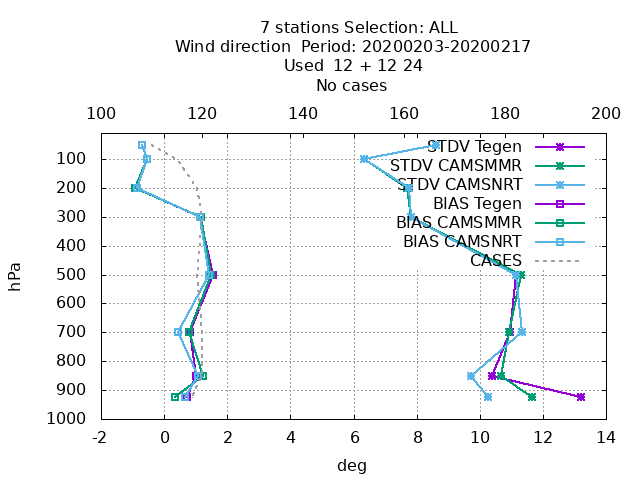 7 stations Selection: ALL
Wind direction  Period: 20200203-20200217
Used  12 + 12 24
No cases
100 120 140 160 180 200
STDV Tegen
STDV CAMSMMR
STDV CAMSNRT
BIAS Tegen
BIAS CAMSMMR
BIAS CAMSNRT
CASES
hPa
100
200
300
400
500
600
700
800
900
1000
-2 0 2 4 6 8 10 12 14
deg